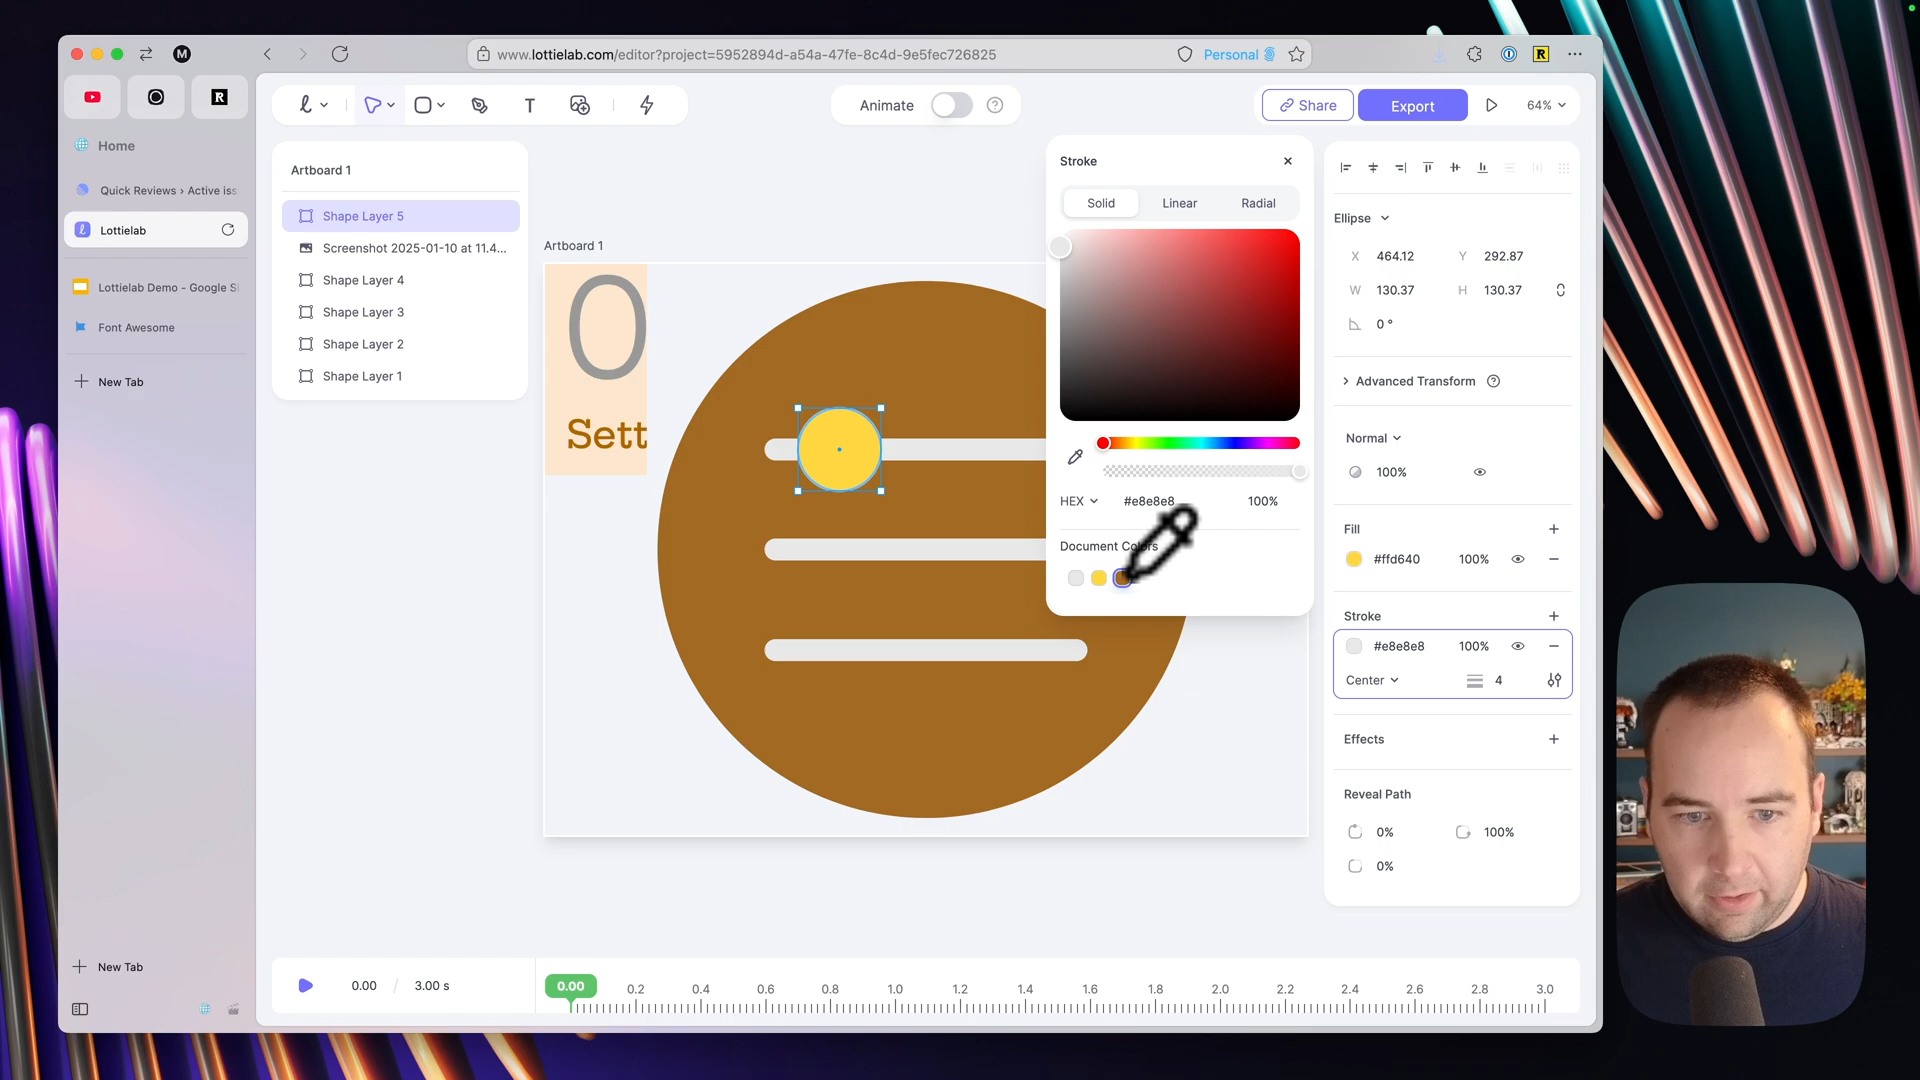 www.lottielab.com/editor?project=5952894d-a54a-47fe-8c4d-9e5fec726825
Personal
M
R
R
Home
Quick Reviews › Active iss
Lottielab
Lottielab Demo - Google Sl
Font Awesome
New Tab
New Tab
T
Animate
Share
Export
64%
Artboard 1
Shape Layer 5
Screenshot 2025-01-10 at 11.4...
Shape Layer 4
Shape Layer 3
Shape Layer 2
Shape Layer 1
Artboard 1
0
Sett
Stroke
Solid
Linear
Radial
HEX
#e8e8e8
100%
Document Colors
Ellipse
X 464.12 Y 292.87
W 130.37 H 130.37
0 °
Advanced Transform
Normal
100%
Fill
#ffd640 100%
Stroke
#e8e8e8 100%
Center 4
Effects
Reveal Path
0% 100%
0%
0.00 / 3.00 s
0.00 0.2 0.4 0.6 0.8 1.0 1.2 1.4 1.6 1.8 2.0 2.2 2.4 2.6 2.8 3.0